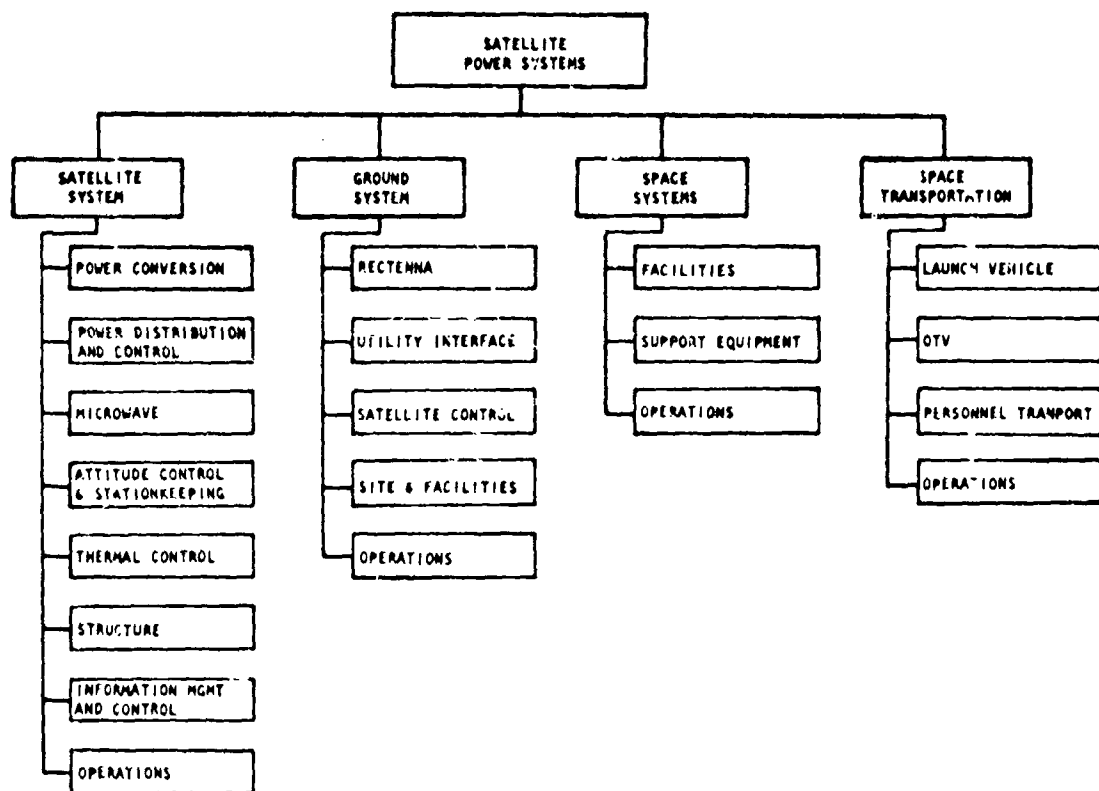 SATELLITE
POWER SYSTEMS
SATELLITE
SYSTEM
POWER CONVERSION
POWER DISTRIBUTION
AND CONTROL
MICROWAVE
ATTITUDE CONTROL
& STATIONKEEPING
THERMAL CONTROL
STRUCTURE
INFORMATION MGMT
AND CONTROL
OPERATIONS
GROUND
SYSTEM
RECTENNA
UTILITY INTERFACE
SATELLITE CONTROL
SITE & FACILITIES
OPERATIONS
SPACE
SYSTEMS
FACILITIES
SUPPORT EQUIPMENT
OPERATIONS
SPACE
TRANSPORTATION
LAUNCH VEHICLE
OTV
PERSONNEL TRANPORT
OPERATIONS